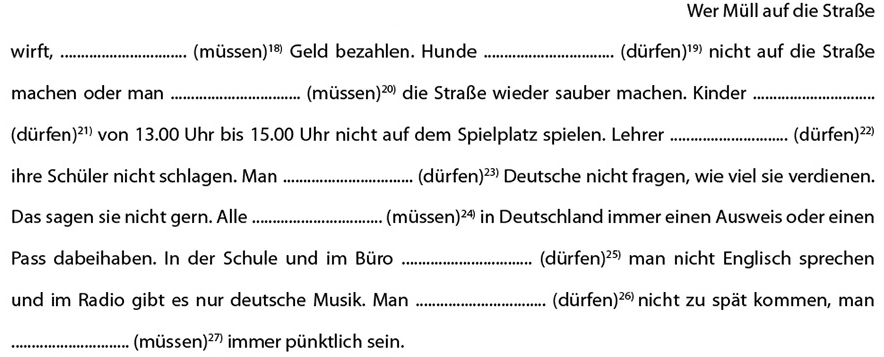 Wer Müll auf die Straße
wirft, ............................... (müssen)¹⁸⁾ Geld bezahlen. Hunde ................................ (dürfen)¹⁹⁾ nicht auf die Straße
machen oder man ................................ (müssen)²⁰⁾ die Straße wieder sauber machen. Kinder ..............................
(dürfen)²¹⁾ von 13.00 Uhr bis 15.00 Uhr nicht auf dem Spielplatz spielen. Lehrer ............................. (dürfen)²²⁾
ihre Schüler nicht schlagen. Man ................................ (dürfen)²³⁾ Deutsche nicht fragen, wie viel sie verdienen.
Das sagen sie nicht gern. Alle ................................ (müssen)²⁴⁾ in Deutschland immer einen Ausweis oder einen
Pass dabeihaben. In der Schule und im Büro ................................ (dürfen)²⁵⁾ man nicht Englisch sprechen
und im Radio gibt es nur deutsche Musik. Man ................................ (dürfen)²⁶⁾ nicht zu spät kommen, man
............................. (müssen)²⁷⁾ immer pünktlich sein.